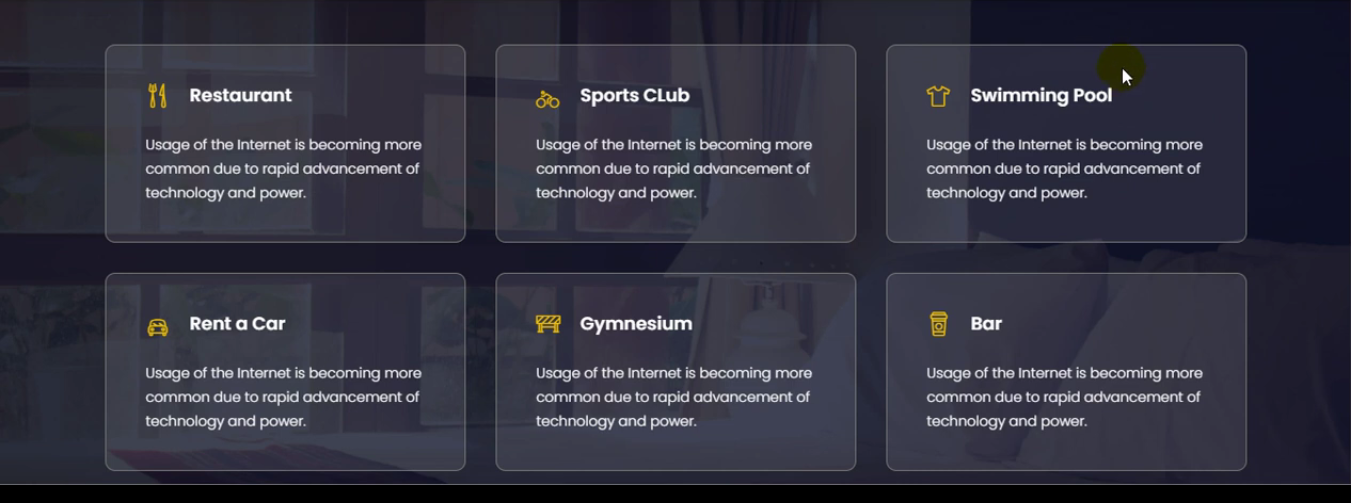 Restaurant
Usage of the Internet is becoming more
common due to rapid advancement of
technology and power.
Sports CLub
Usage of the Internet is becoming more
common due to rapid advancement of
technology and power.
Swimming Pool
Usage of the Internet is becoming more
common due to rapid advancement of
technology and power.
Rent a Car
Usage of the Internet is becoming more
common due to rapid advancement of
technology and power.
Gymnesium
Usage of the Internet is becoming more
common due to rapid advancement of
technology and power.
Bar
Usage of the Internet is becoming more
common due to rapid advancement of
technology and power.